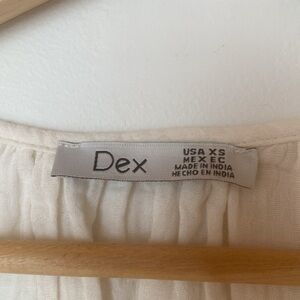 Dex
USA XS
MEX EC
MADE IN INDIA
HECHO EN INDIA